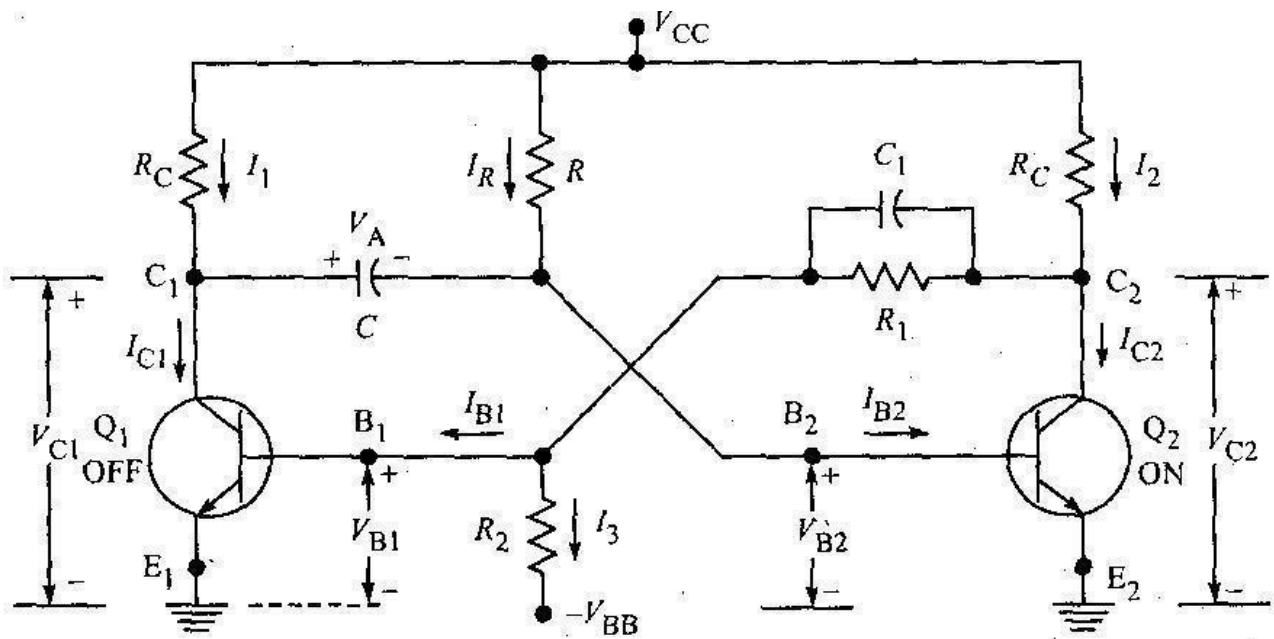 V_CC
R_C I_1 I_R R C_1 R_C I_2
V_A
+ -
+ C_1 C R_1 C_2 +
I_C1 I_C2
I_B1 B_2 I_B2
V_C1 Q_1 B_1 Q_2 V_C2
OFF + + ON
V_B1 R_2 I_3 V_B2
- E_1 - - E_2 -
-V_BB